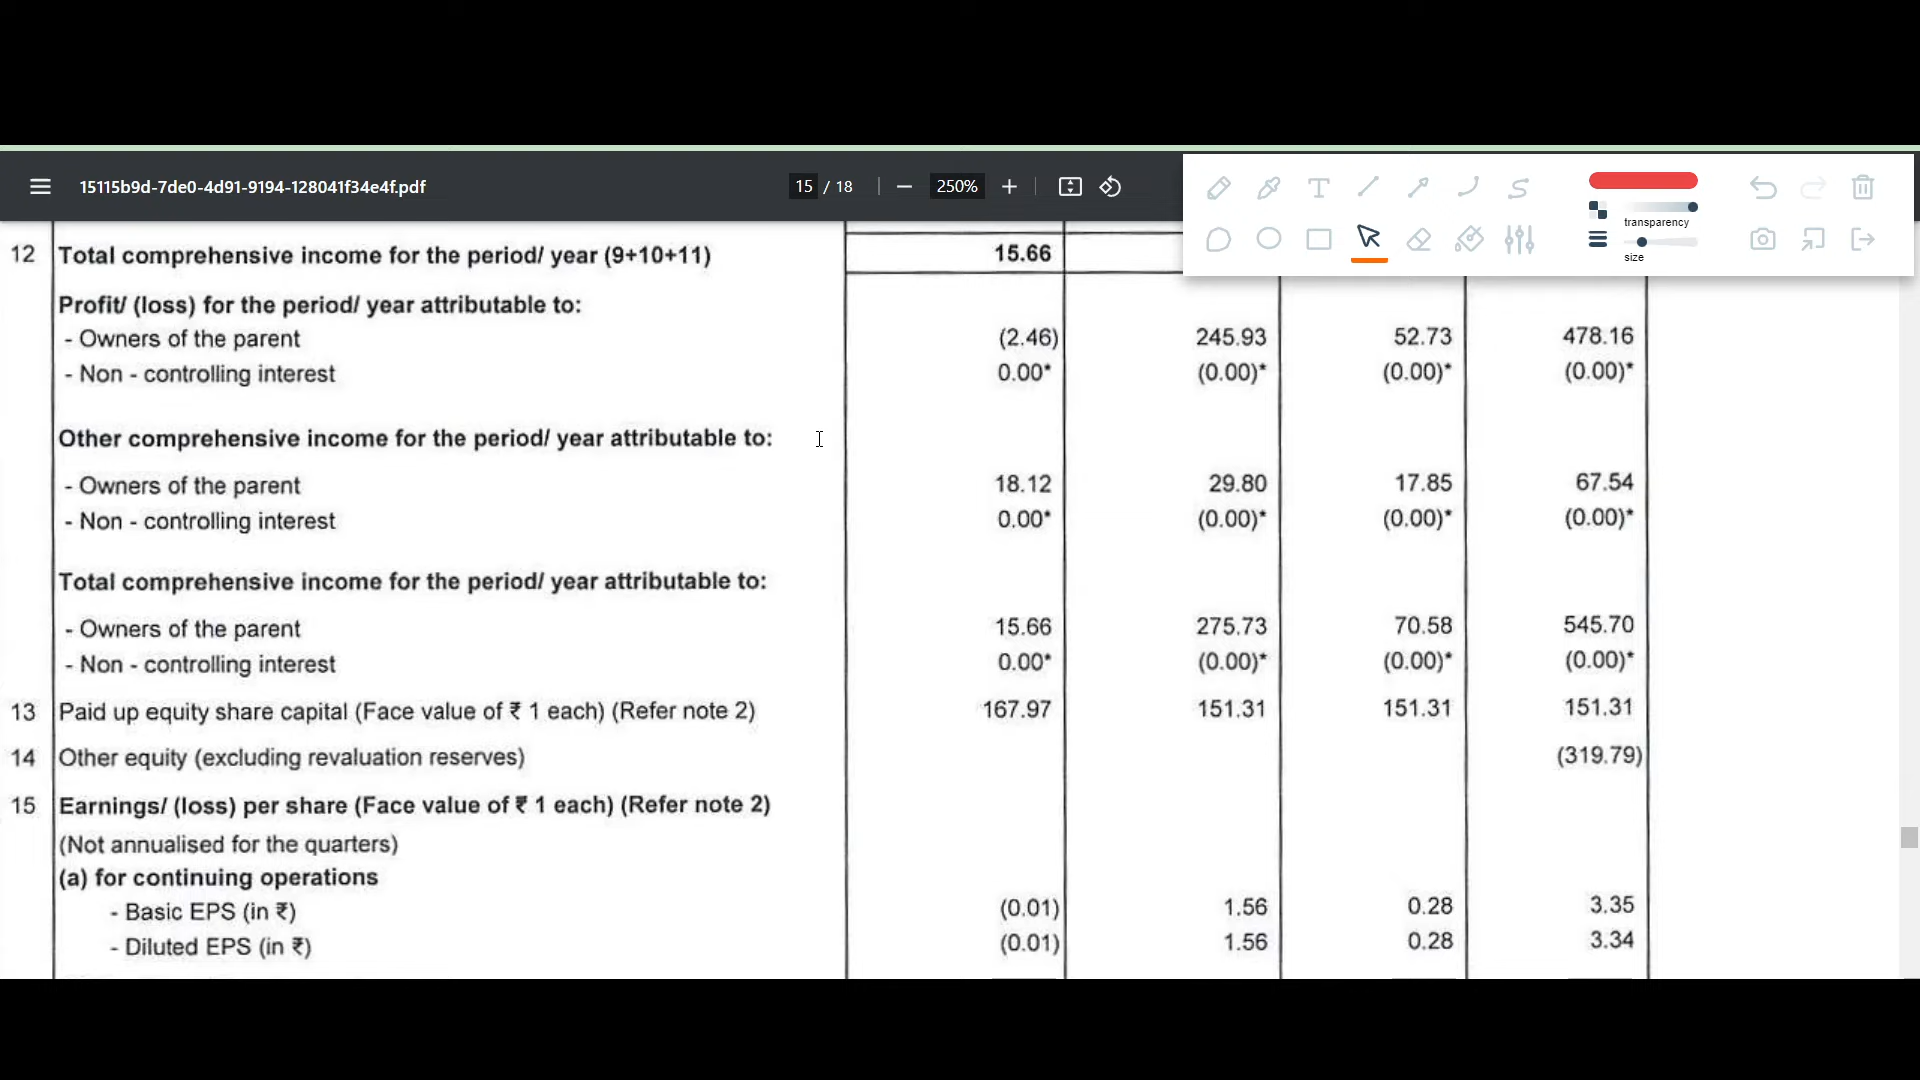 15115b9d-7de0-4d91-9194-128041f34e4f.pdf 15 / 18 250%
transparency
size
12 Total comprehensive income for the period/ year (9+10+11) 15.66
Profit/ (loss) for the period/ year attributable to:
- Owners of the parent (2.46) 245.93 52.73 478.16
- Non - controlling interest 0.00* (0.00)* (0.00)* (0.00)*
Other comprehensive income for the period/ year attributable to:
- Owners of the parent 18.12 29.80 17.85 67.54
- Non - controlling interest 0.00* (0.00)* (0.00)* (0.00)*
Total comprehensive income for the period/ year attributable to:
- Owners of the parent 15.66 275.73 70.58 545.70
- Non - controlling interest 0.00* (0.00)* (0.00)* (0.00)*
13 Paid up equity share capital (Face value of ₹ 1 each) (Refer note 2) 167.97 151.31 151.31 151.31
14 Other equity (excluding revaluation reserves) (319.79)
15 Earnings/ (loss) per share (Face value of ₹ 1 each) (Refer note 2)
(Not annualised for the quarters)
(a) for continuing operations
- Basic EPS (in ₹) (0.01) 1.56 0.28 3.35
- Diluted EPS (in ₹) (0.01) 1.56 0.28 3.34